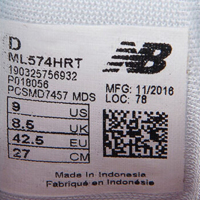 D
ML574HRT
190325756932
P018056
PCSMD7457 MDS
9 US
8.5 UK
42.5 EU
27 CM
NB
MFG: 11/2016
LOC: 78
Made in Indonesia
Fabriqué en Indonésie